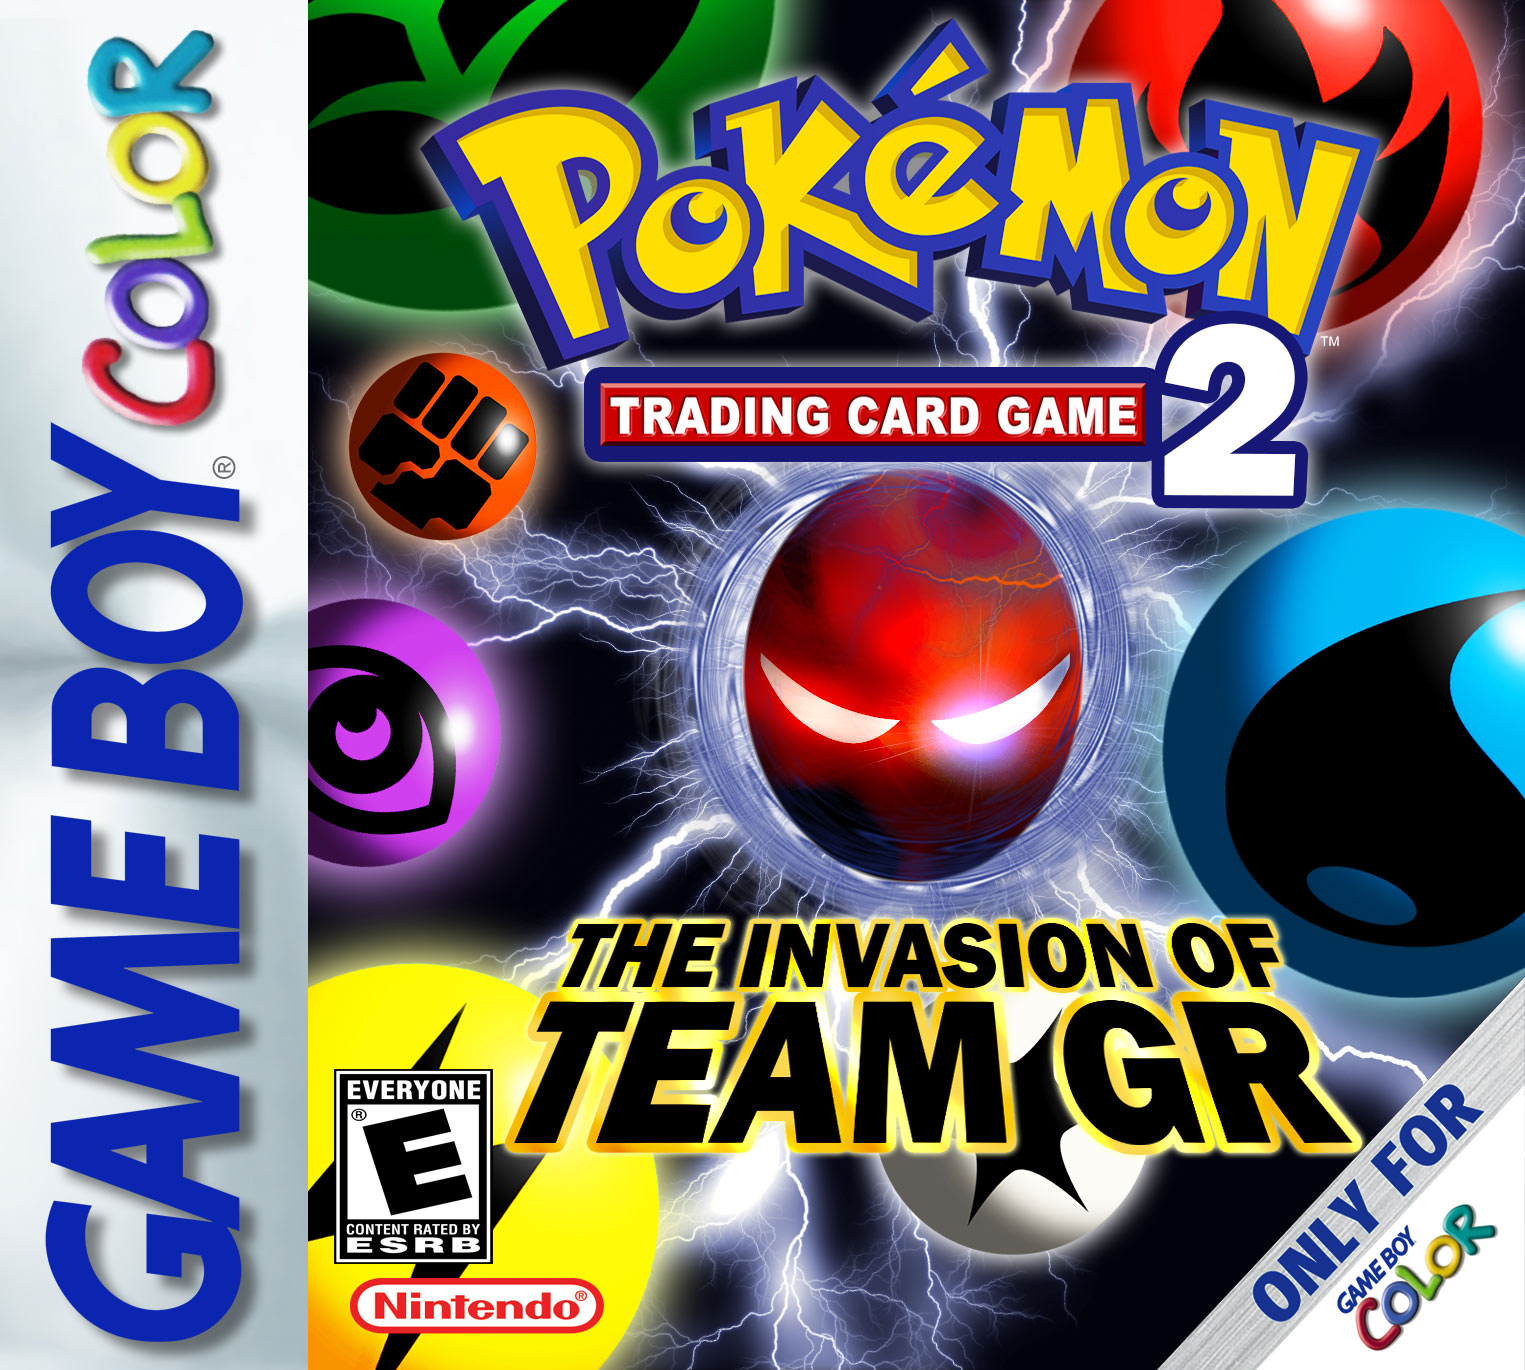 GAME BOY COLOR
®
POKéMON
™
2
TRADING CARD GAME
THE INVASION OF
TEAM GR
EVERYONE
®
E
CONTENT RATED BY
ESRB
Nintendo®
ONLY FOR
GAME BOY
COLOR